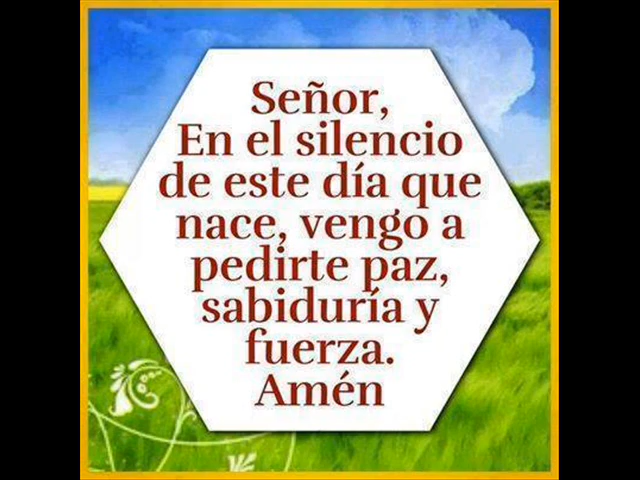 Señor,
En el silencio
de este día que
nace, vengo a
pedirte paz,
sabiduría y
fuerza.
Amén